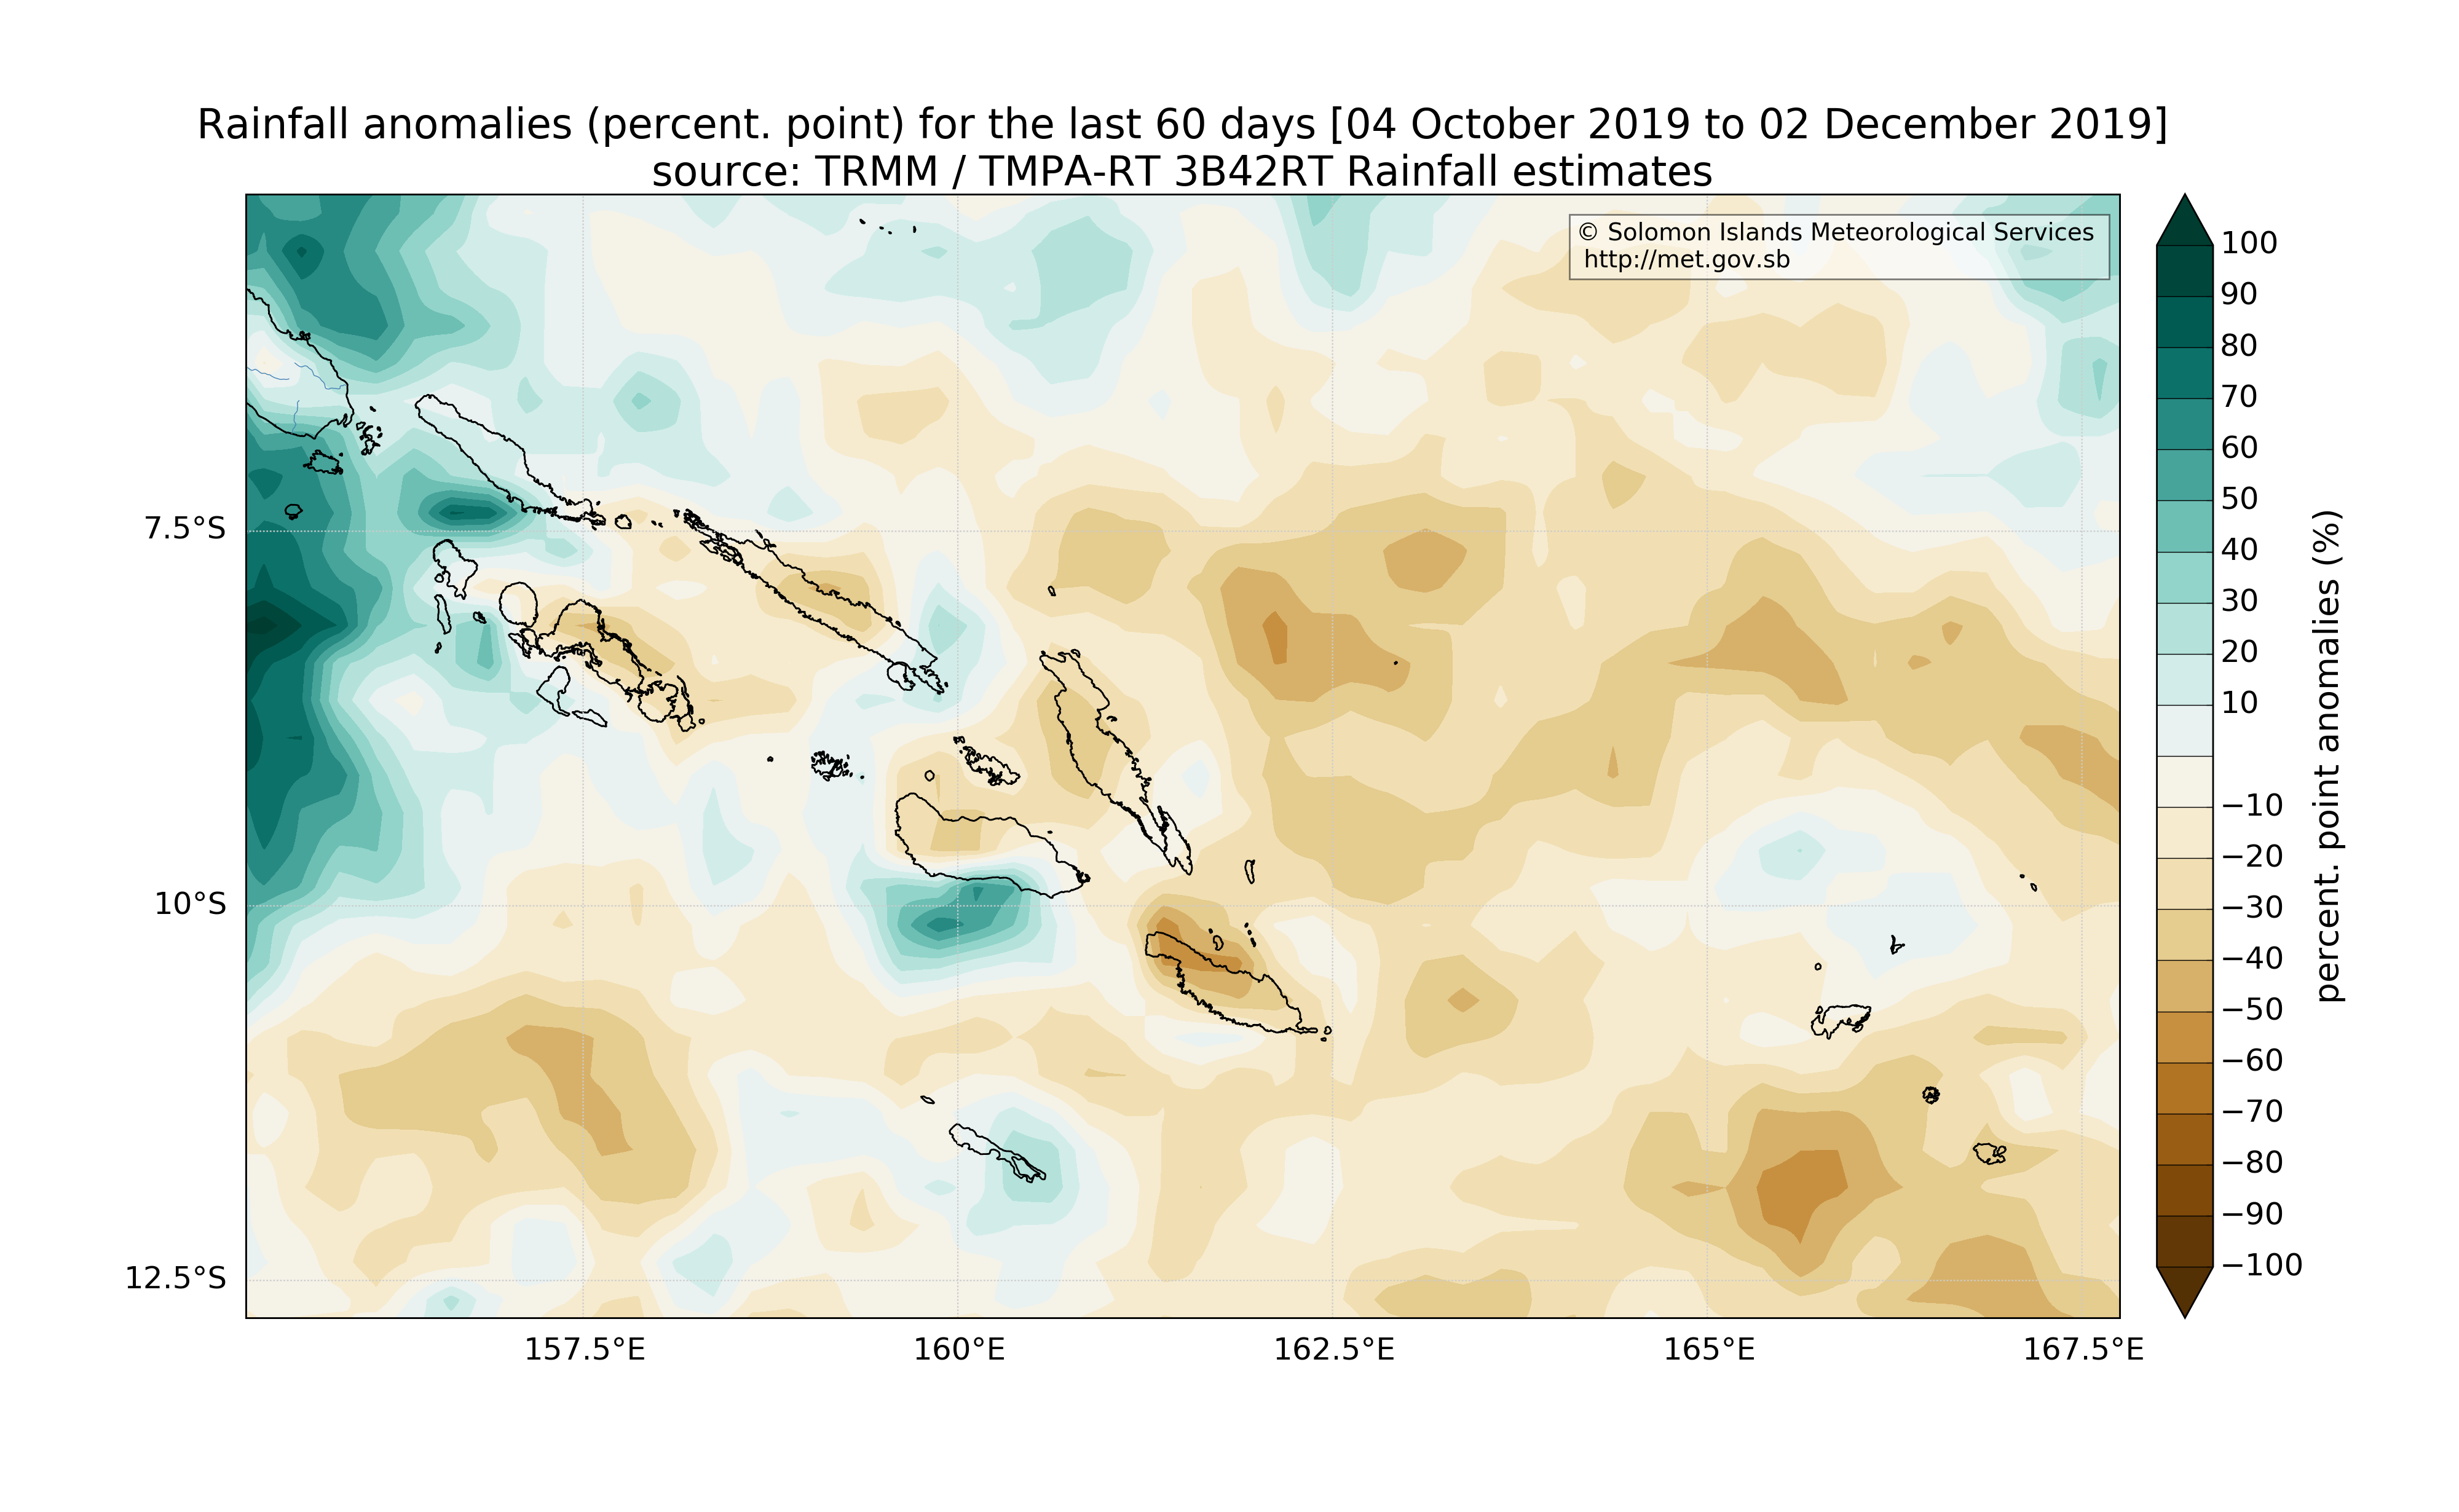 Rainfall anomalies (percent. point) for the last 60 days [04 October 2019 to 02 December 2019]
source: TRMM / TMPA-RT 3B42RT Rainfall estimates
© Solomon Islands Meteorological Services
http://met.gov.sb
7.5°S
10°S
12.5°S
157.5°E
160°E
162.5°E
165°E
167.5°E
100
90
80
70
60
50
40
30
20
10
−10
−20
−30
−40
−50
−60
−70
−80
−90
−100
percent. point anomalies (%)